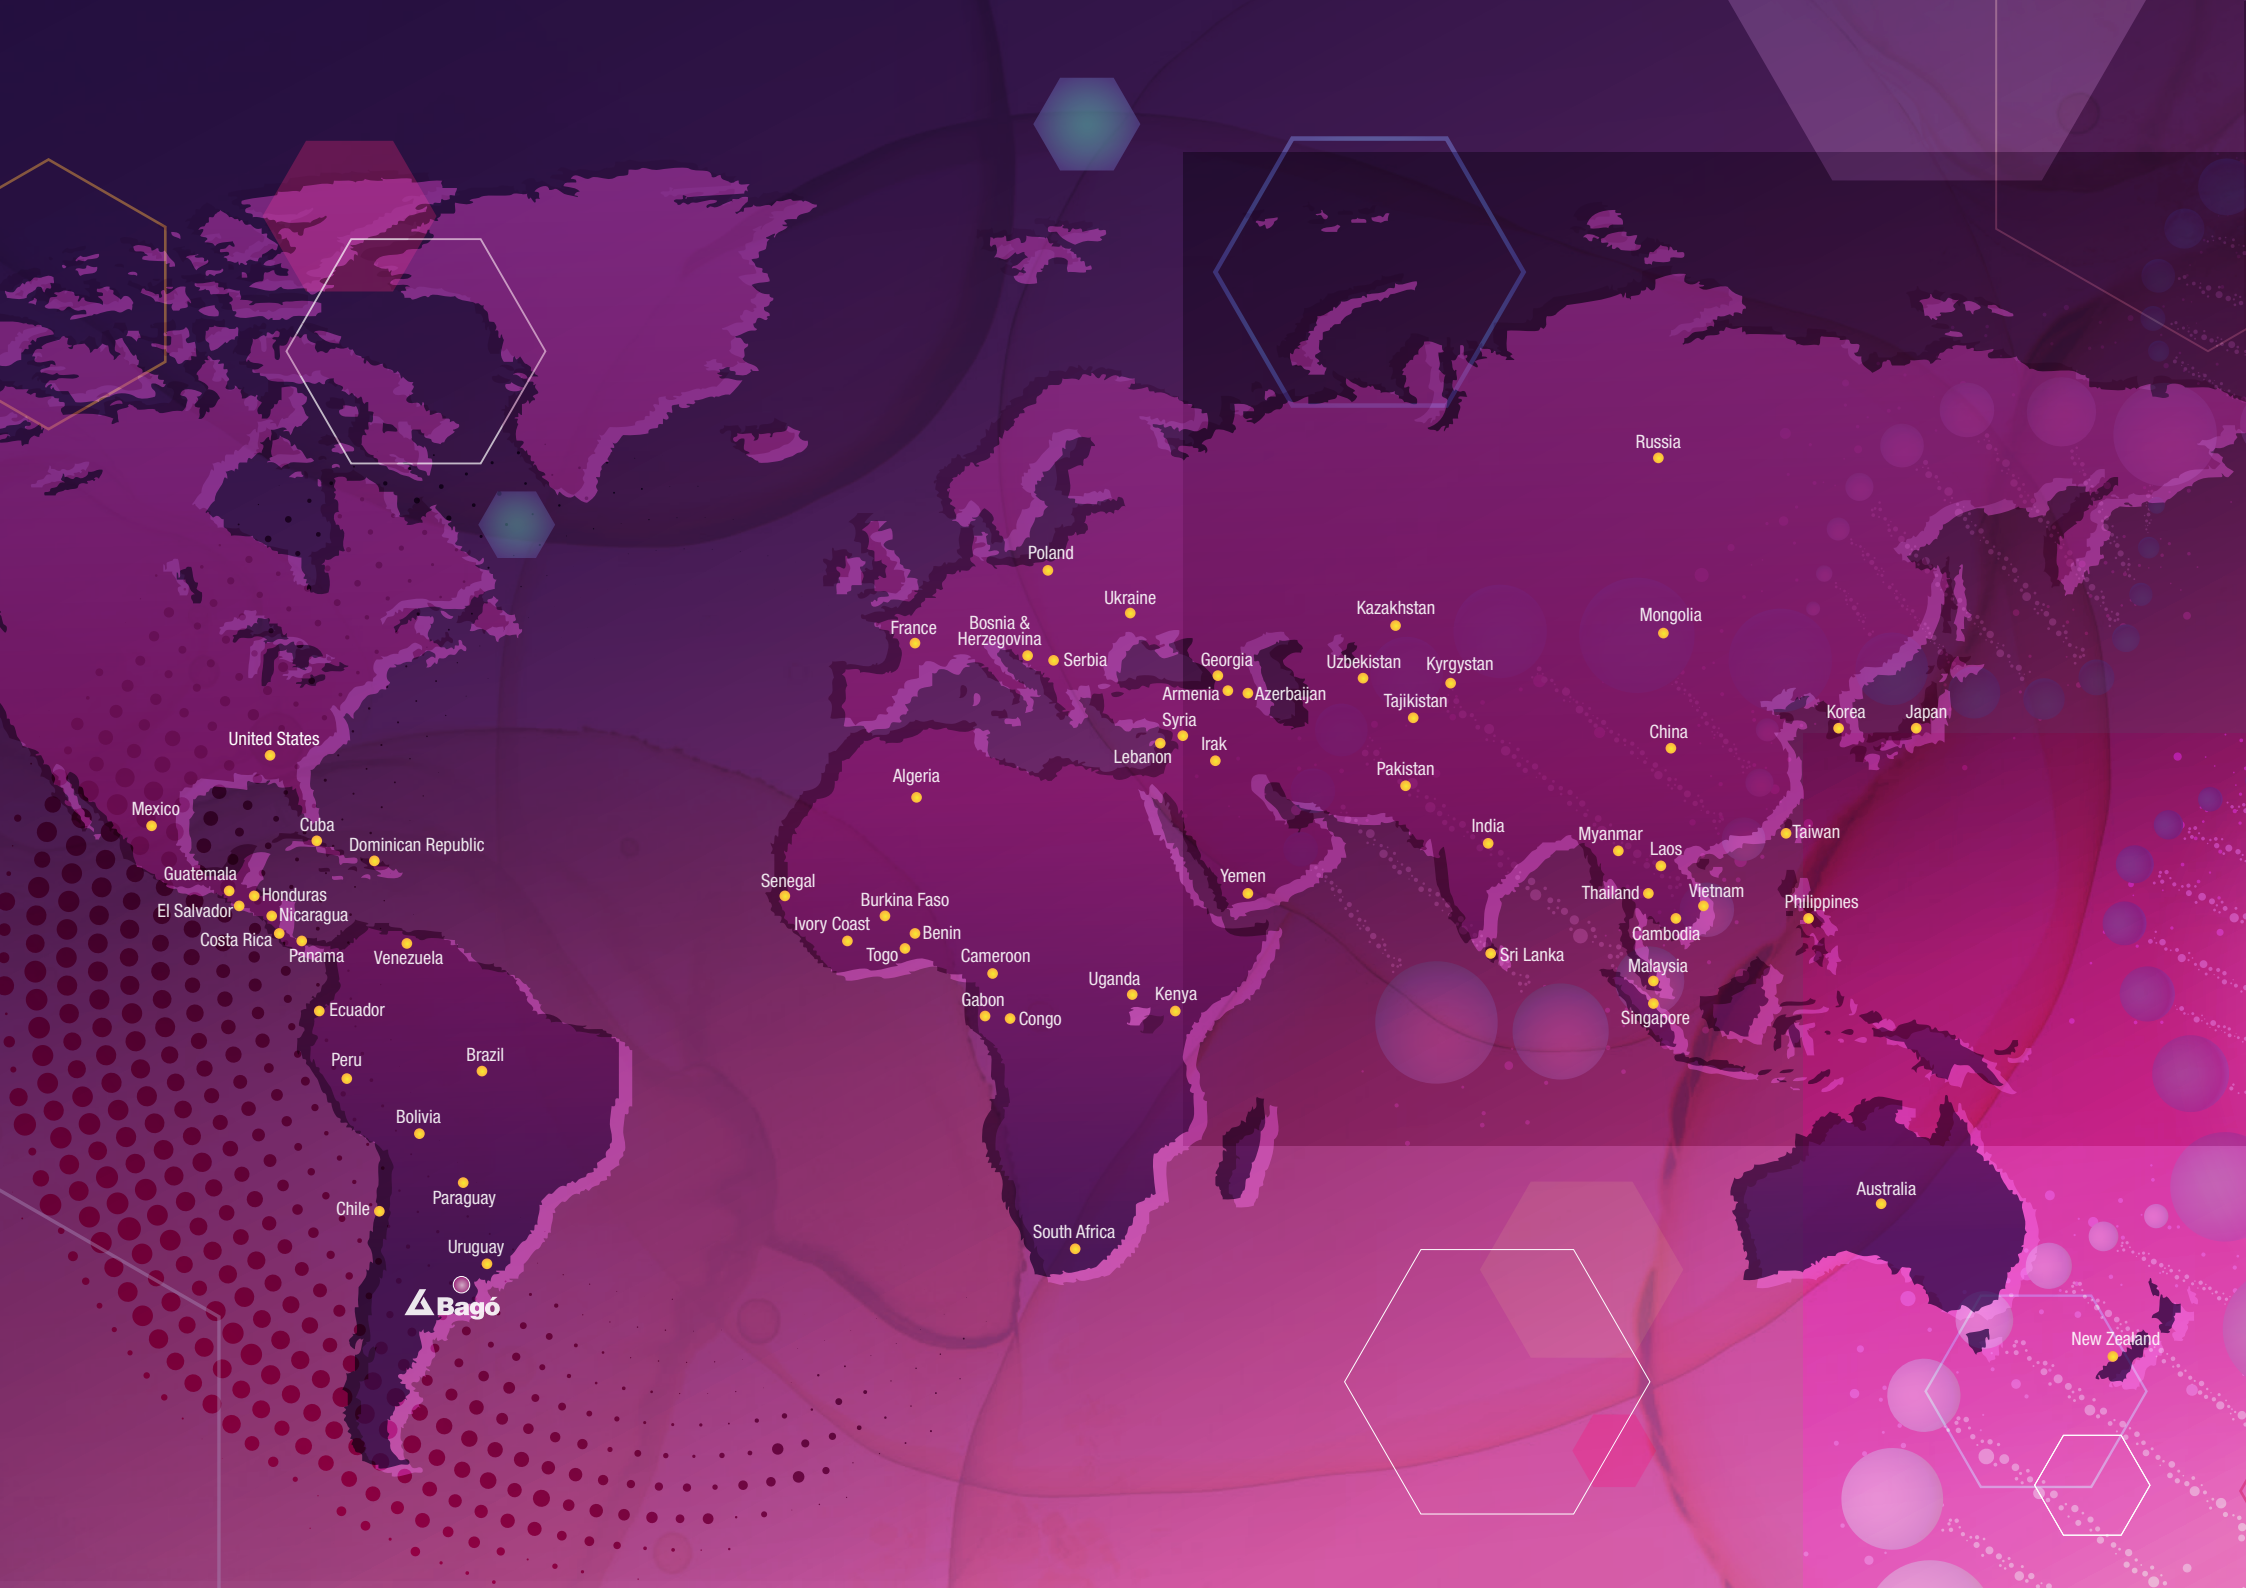 Russia
Poland
Ukraine
Kazakhstan
Mongolia
France
Bosnia &
Herzegovina
Serbia
Georgia
Uzbekistan
Kyrgystan
Armenia
Azerbaijan
Tajikistan
Syria
Korea
Japan
United States
Lebanon
Irak
China
Algeria
Pakistan
Mexico
Cuba
India
Myanmar
Taiwan
Dominican Republic
Laos
Guatemala
Senegal
Yemen
Thailand
Vietnam
Honduras
El Salvador
Nicaragua
Burkina Faso
Philippines
Costa Rica
Ivory Coast
Benin
Cambodia
Panama
Venezuela
Togo
Cameroon
Sri Lanka
Malaysia
Uganda
Kenya
Gabon
Congo
Singapore
Ecuador
Peru
Brazil
Bolivia
Paraguay
Australia
Chile
South Africa
Uruguay
Bagó
New Zealand